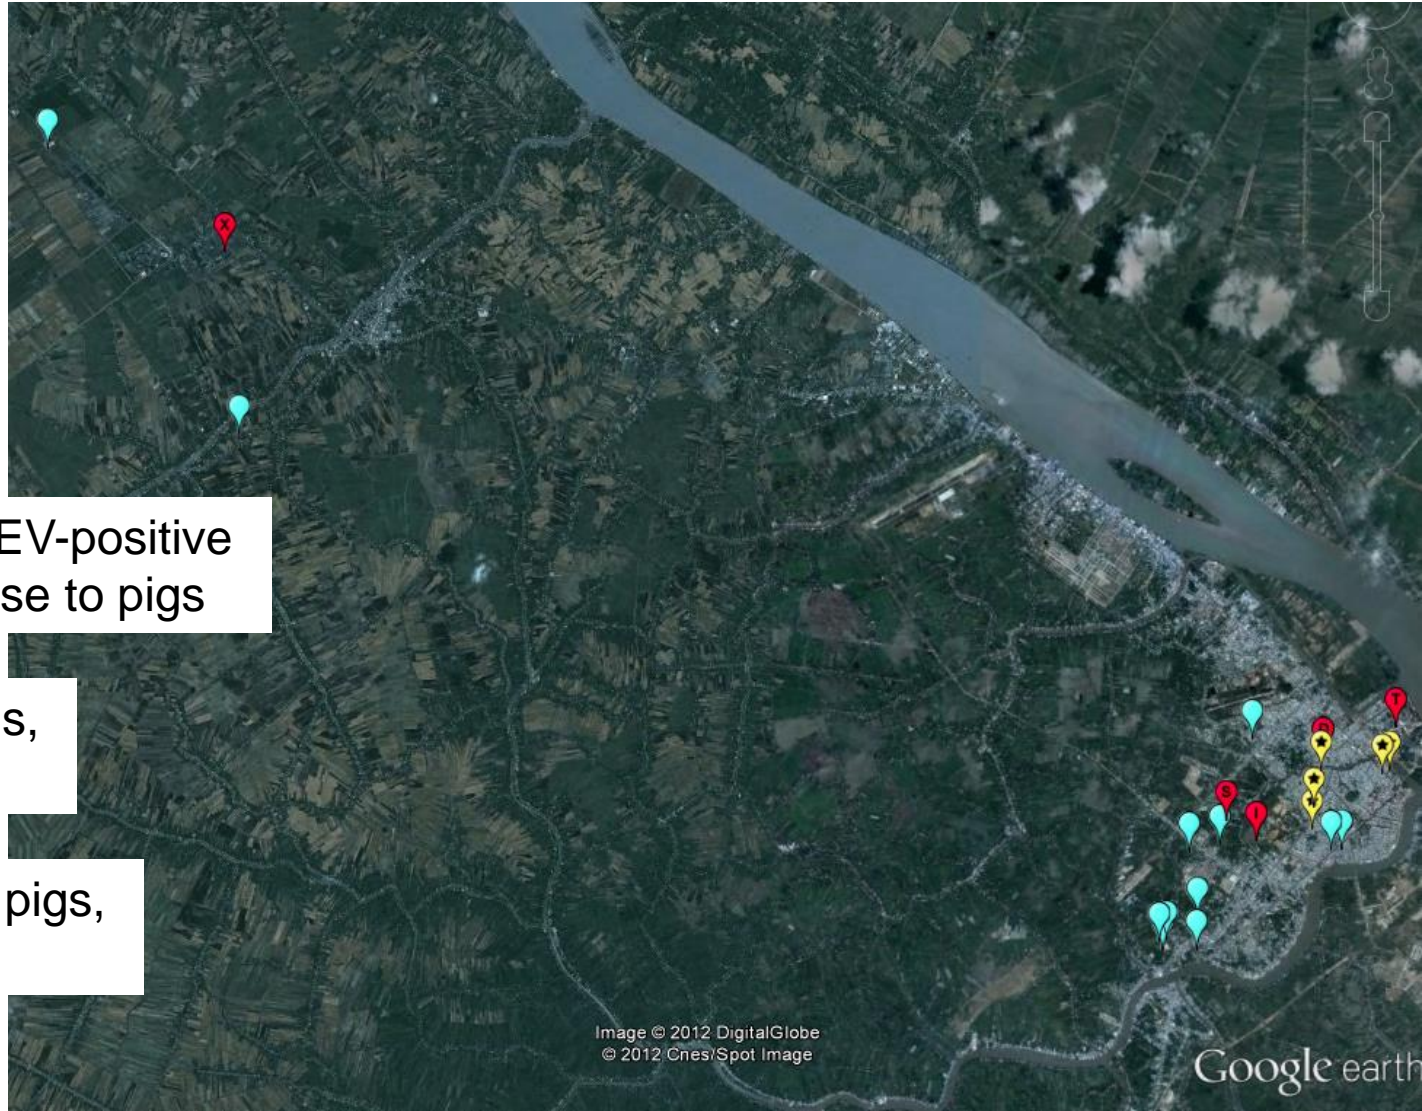 X
EV-positive
se to pigs
s,
T
S
I
pigs,
Image © 2012 DigitalGlobe
© 2012 Cnes/Spot Image
Google earth